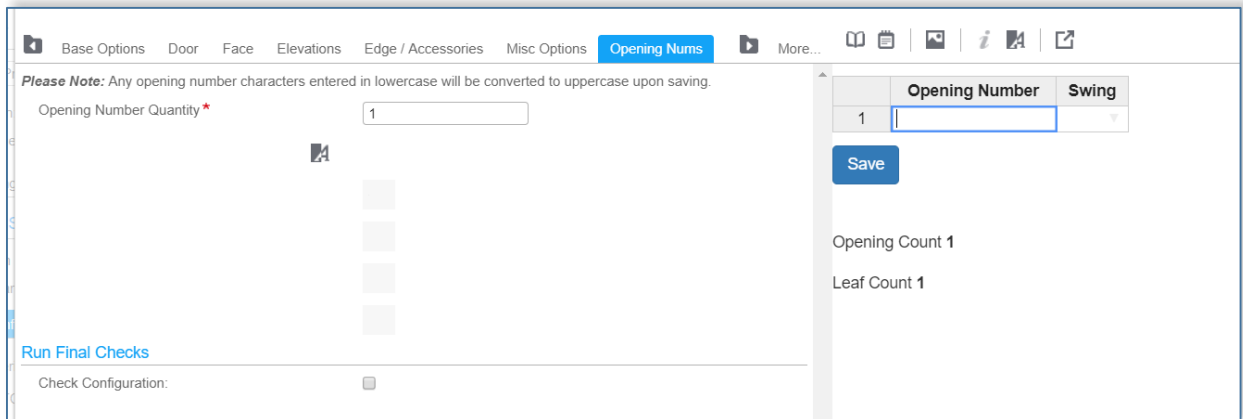 Base Options Door Face Elevations Edge / Accessories Misc Options Opening Nums More...
Please Note: Any opening number characters entered in lowercase will be converted to uppercase upon saving.
Opening Number Quantity * 1
Opening Number Swing
1
Save
Opening Count 1
Leaf Count 1
Run Final Checks
Check Configuration: